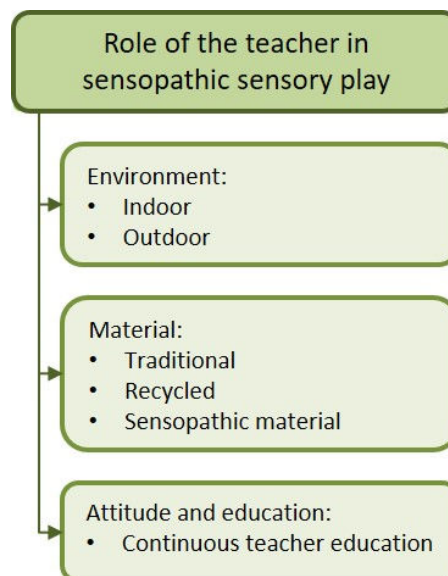 Role of the teacher in
sensopathic sensory play
Environment:
• Indoor
• Outdoor
Material:
• Traditional
• Recycled
• Sensopathic material
Attitude and education:
• Continuous teacher education